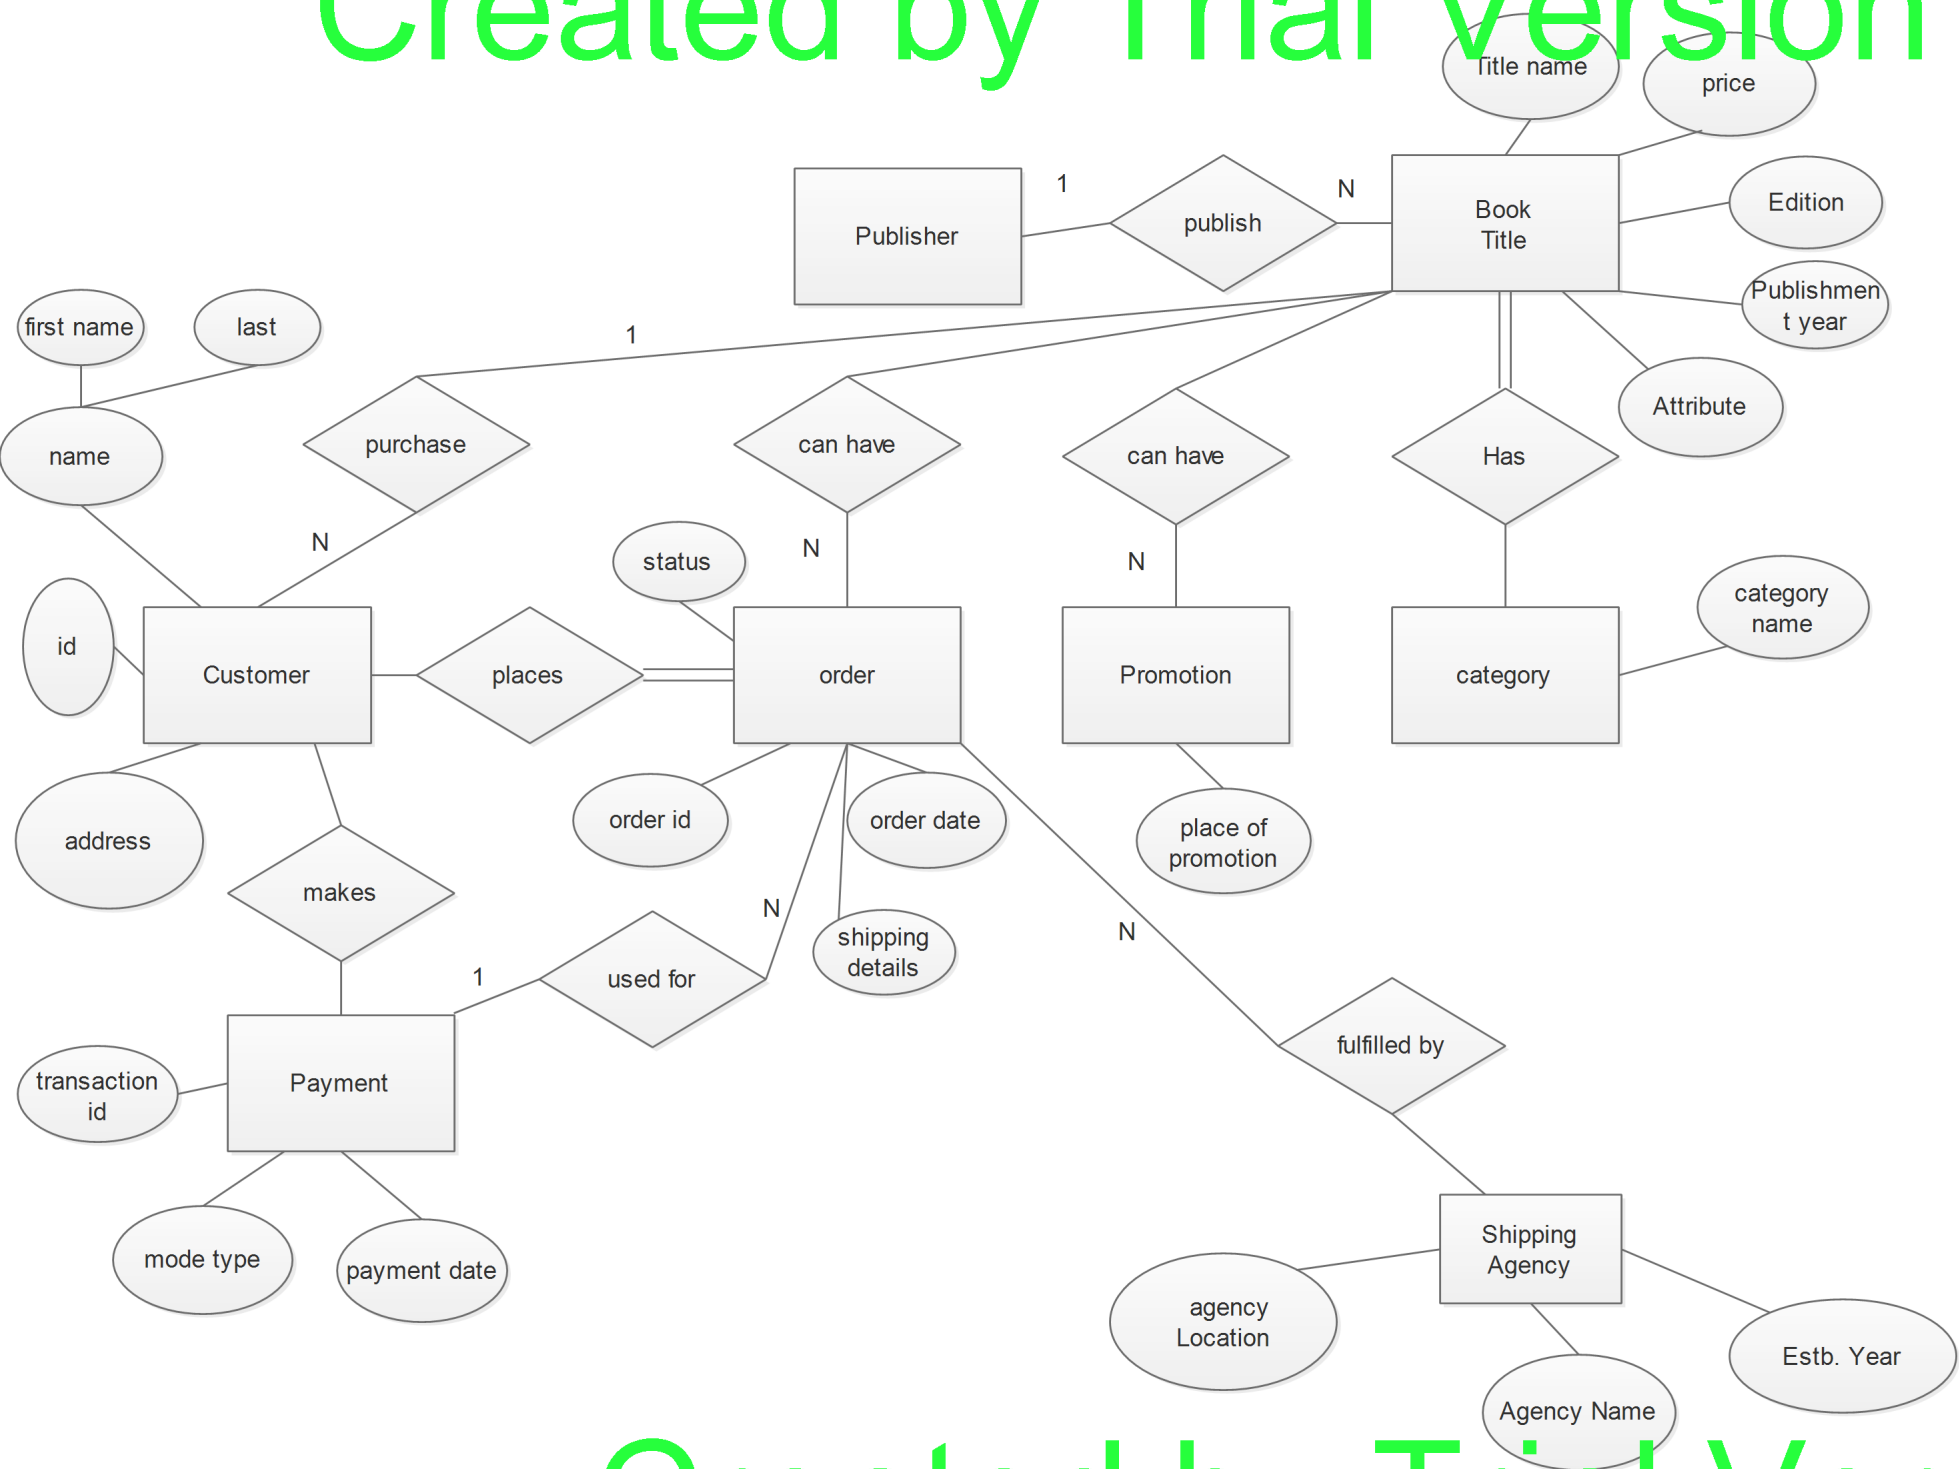 Created by Trial Version
Title name
price
Publisher
1
publish
N
Book
Title
Edition
Publishmen
t year
Attribute
first name
last
name
1
purchase
N
can have
N
can have
N
Has
status
id
Customer
places
order
Promotion
category
category
name
address
makes
order id
order date
place of
promotion
N
shipping
details
N
1
used for
fulfilled by
transaction
id
Payment
mode type
payment date
Shipping
Agency
agency
Location
Estb. Year
Agency Name